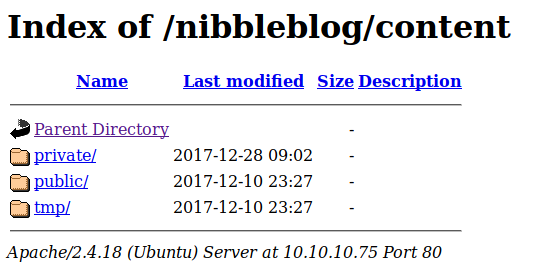 Index of /nibbleblog/content
Name Last modified Size Description
Parent Directory -
private/ 2017-12-28 09:02 -
public/ 2017-12-10 23:27 -
tmp/ 2017-12-10 23:27 -
Apache/2.4.18 (Ubuntu) Server at 10.10.10.75 Port 80